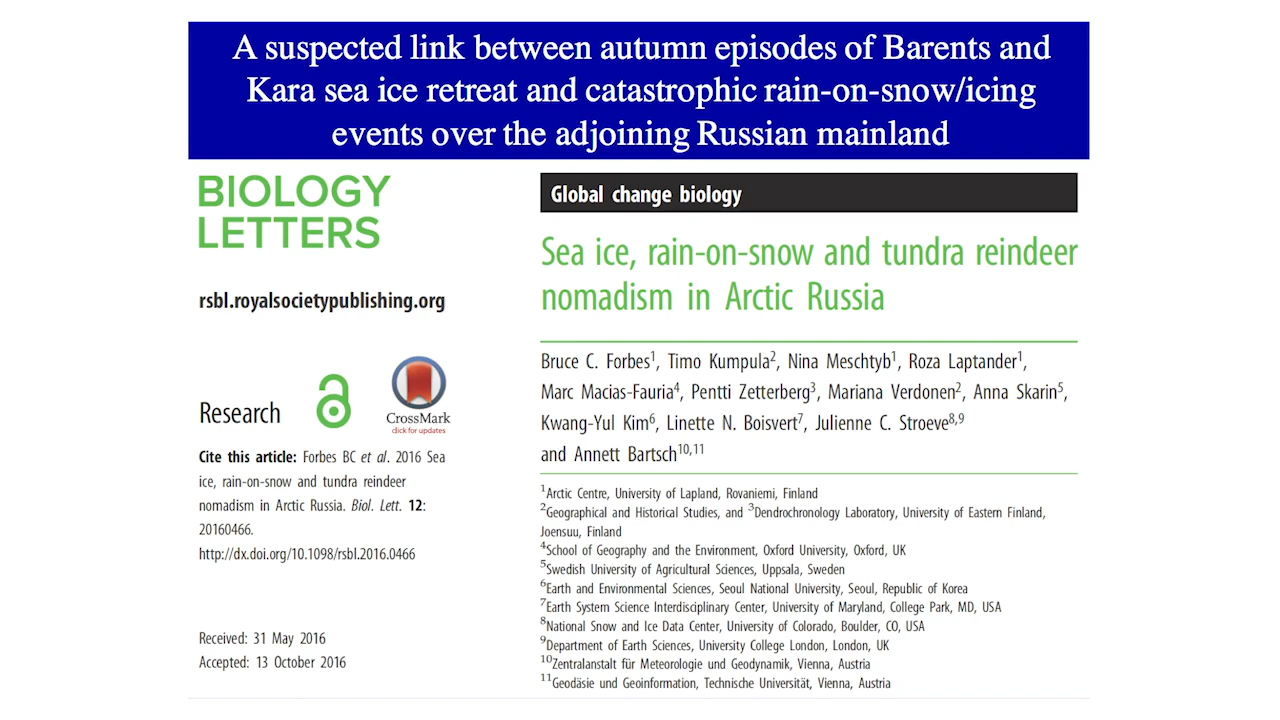 A suspected link between autumn episodes of Barents and
Kara sea ice retreat and catastrophic rain-on-snow/icing
events over the adjoining Russian mainland
BIOLOGY
LETTERS
rsbl.royalsocietypublishing.org
Research
CrossMark
click for updates
Cite this article: Forbes BC et al. 2016 Sea
ice, rain-on-snow and tundra reindeer
nomadism in Arctic Russia. Biol. Lett. 12:
20160466.
http://dx.doi.org/10.1098/rsbl.2016.0466
Received: 31 May 2016
Accepted: 13 October 2016
Global change biology
Sea ice, rain-on-snow and tundra reindeer
nomadism in Arctic Russia
Bruce C. Forbes1, Timo Kumpula2, Nina Meschtyb1, Roza Laptander1,
Marc Macias-Fauria4, Pentti Zetterberg3, Mariana Verdonen2, Anna Skarin5,
Kwang-Yul Kim6, Linette N. Boisvert7, Julienne C. Stroeve8,9
and Annett Bartsch10,11
1Arctic Centre, University of Lapland, Rovaniemi, Finland
2Geographical and Historical Studies, and 3Dendrochronology Laboratory, University of Eastern Finland,
Joensuu, Finland
4School of Geography and the Environment, Oxford University, Oxford, UK
5Swedish University of Agricultural Sciences, Uppsala, Sweden
6Earth and Environmental Sciences, Seoul National University, Seoul, Republic of Korea
7Earth System Science Interdisciplinary Center, University of Maryland, College Park, MD, USA
8National Snow and Ice Data Center, University of Colorado, Boulder, CO, USA
9Department of Earth Sciences, University College London, London, UK
10Zentralanstalt für Meteorologie und Geodynamik, Vienna, Austria
11Geodäsie und Geoinformation, Technische Universität, Vienna, Austria